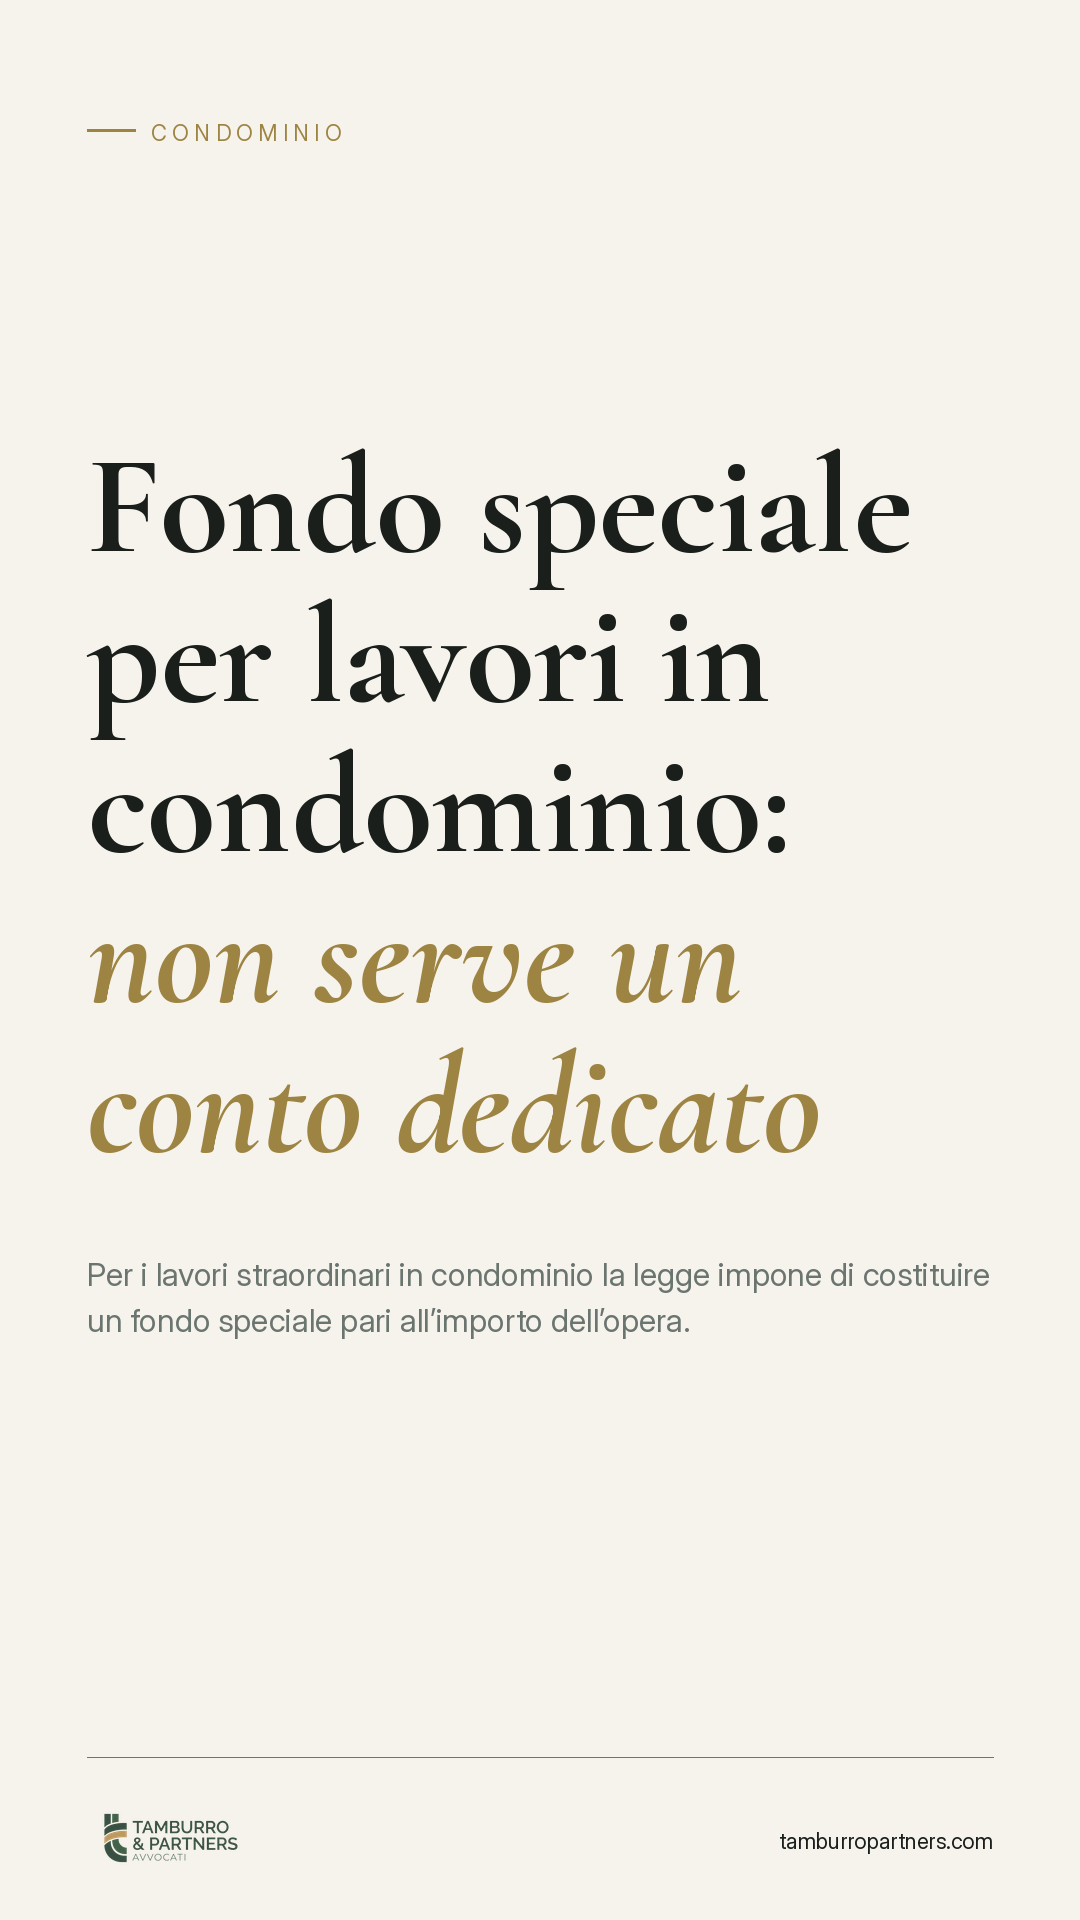 CONDOMINIO
Fondo speciale
per lavori in
condominio:
non serve un
conto dedicato
Per i lavori straordinari in condominio la legge impone di costituire
un fondo speciale pari all’importo dell’opera.
TAMBURRO
& PARTNERS
AVVOCATI
tamburropartners.com